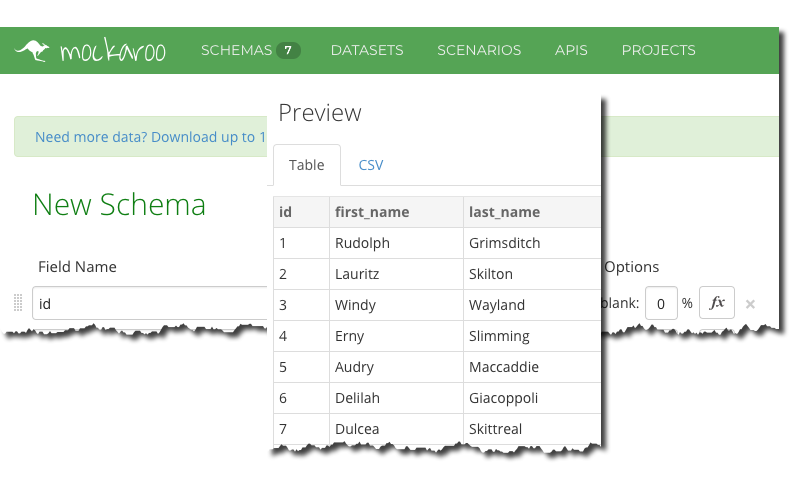 mockaroo SCHEMAS 7 DATASETS SCENARIOS APIS PROJECTS
Need more data? Download up to 1
New Schema
Field Name
Options
id
blank: 0 % fx ×
Preview
Table CSV
id first_name last_name
1 Rudolph Grimsditch
2 Lauritz Skilton
3 Windy Wayland
4 Erny Slimming
5 Audry Maccaddie
6 Delilah Giacoppoli
7 Dulcea Skittreal